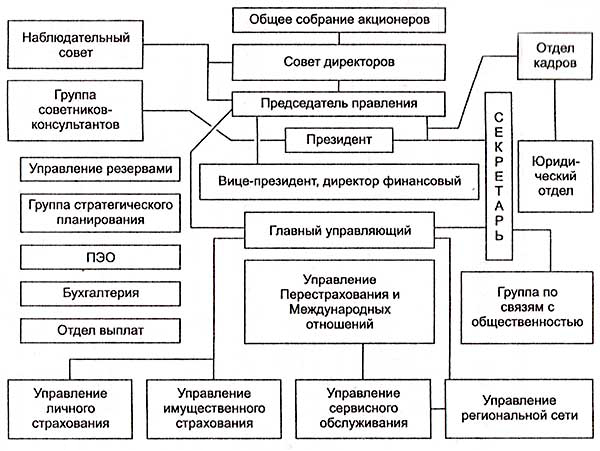 Общее собрание акционеров
Наблюдательный
совет
Совет директоров
Отдел
кадров
Группа
советников-
консультантов
Председатель правления
Президент
СЕКРЕТАРЬ
Юриди-
ческий
отдел
Управление резервами
Вице-президент, директор финансовый
Группа стратегического
планирования
Главный управляющий
ПЭО
Управление
Перестрахования и
Международных
отношений
Бухгалтерия
Группа по
связям с
общественностью
Отдел выплат
Управление
личного
страхования
Управление
имущественного
страхования
Управление
сервисного
обслуживания
Управление
региональной сети